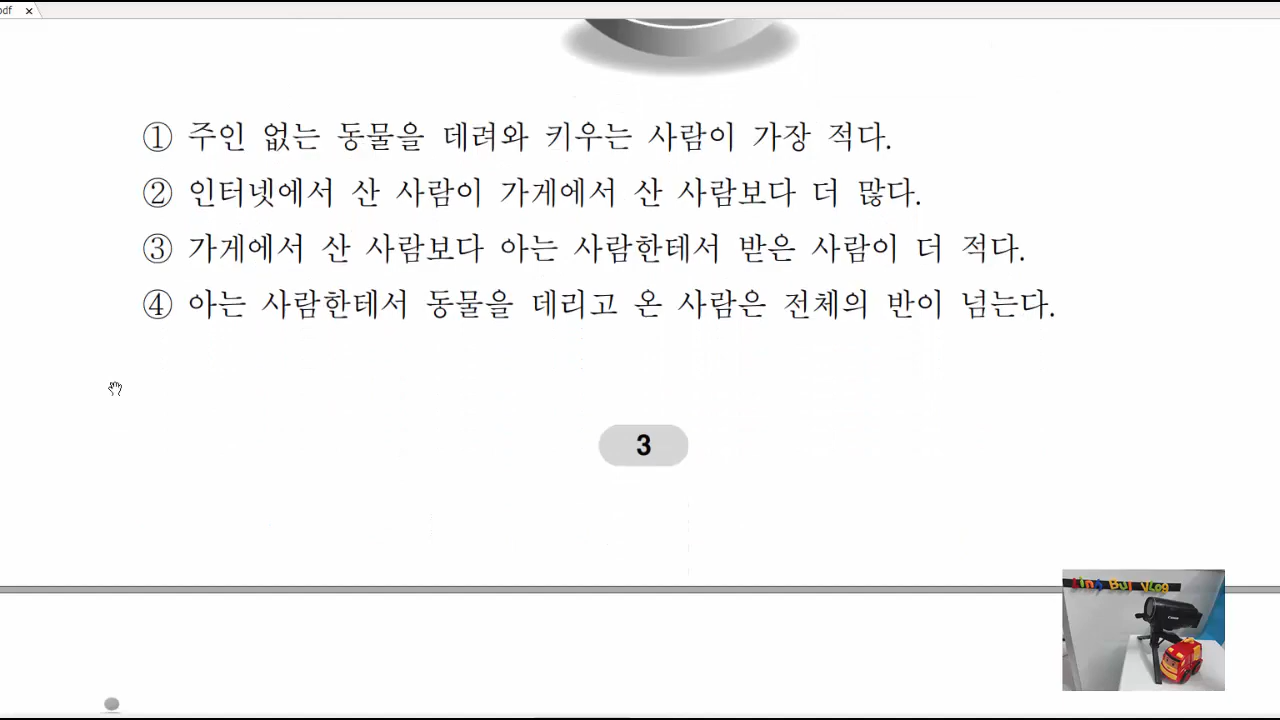 pdf ×
① 주인 없는 동물을 데려와 키우는 사람이 가장 적다.
② 인터넷에서 산 사람이 가게에서 산 사람보다 더 많다.
③ 가게에서 산 사람보다 아는 사람한테서 받은 사람이 더 적다.
④ 아는 사람한테서 동물을 데리고 온 사람은 전체의 반이 넘는다.
3
Linh Bui Vlog
Canon